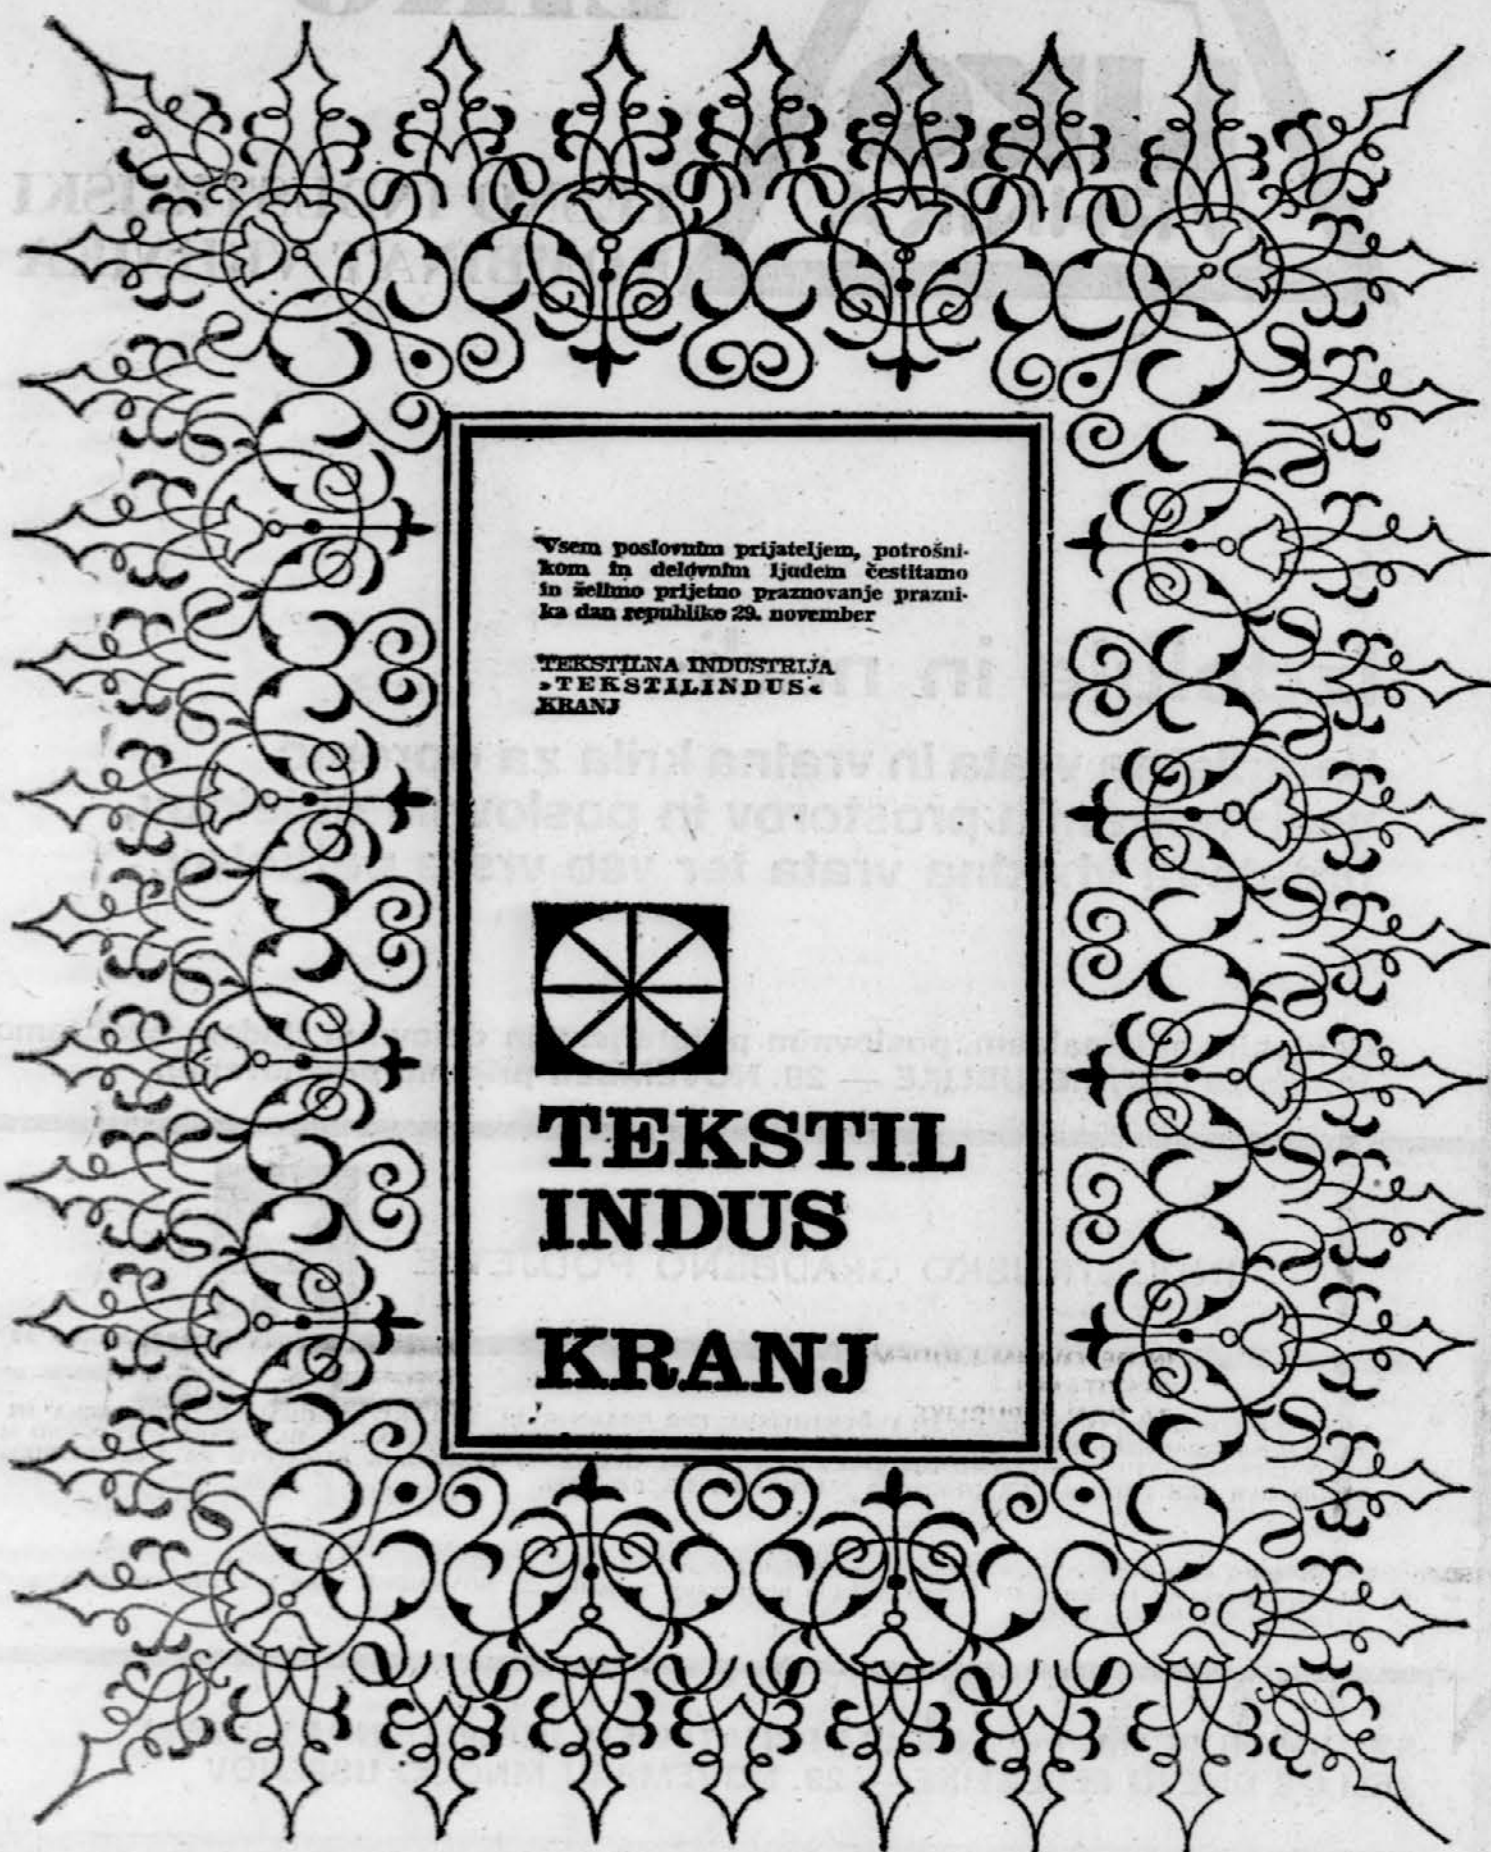 Vsem poslovnim prijateljem, potrošni-
kom in delovnim ljudem čestitamo
in želimo prijetno praznovanje prazni-
ka dan republike 29. november
TEKSTILNA INDUSTRIJA
»TEKSTILINDUS«
KRANJ
TEKSTIL
INDUS
KRANJ